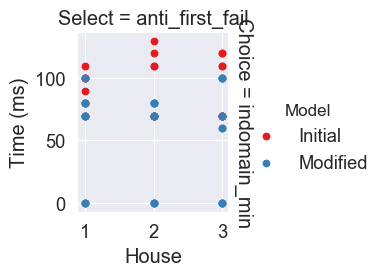 Select = anti_first_fail
Choice = indomain_min
Time (ms)
100
50
0
1 2 3
House
Model
Initial
Modified